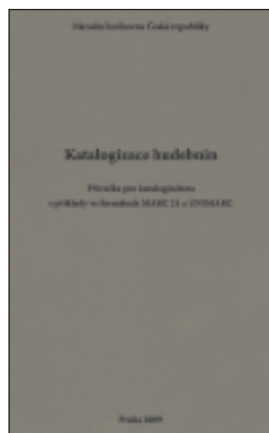 Národní knihovna České republiky
Katalogizace hudebnin
Příručka pro katalogizátora
s příklady ve formátech MARC 21 a UNIMARC
Praha 2009